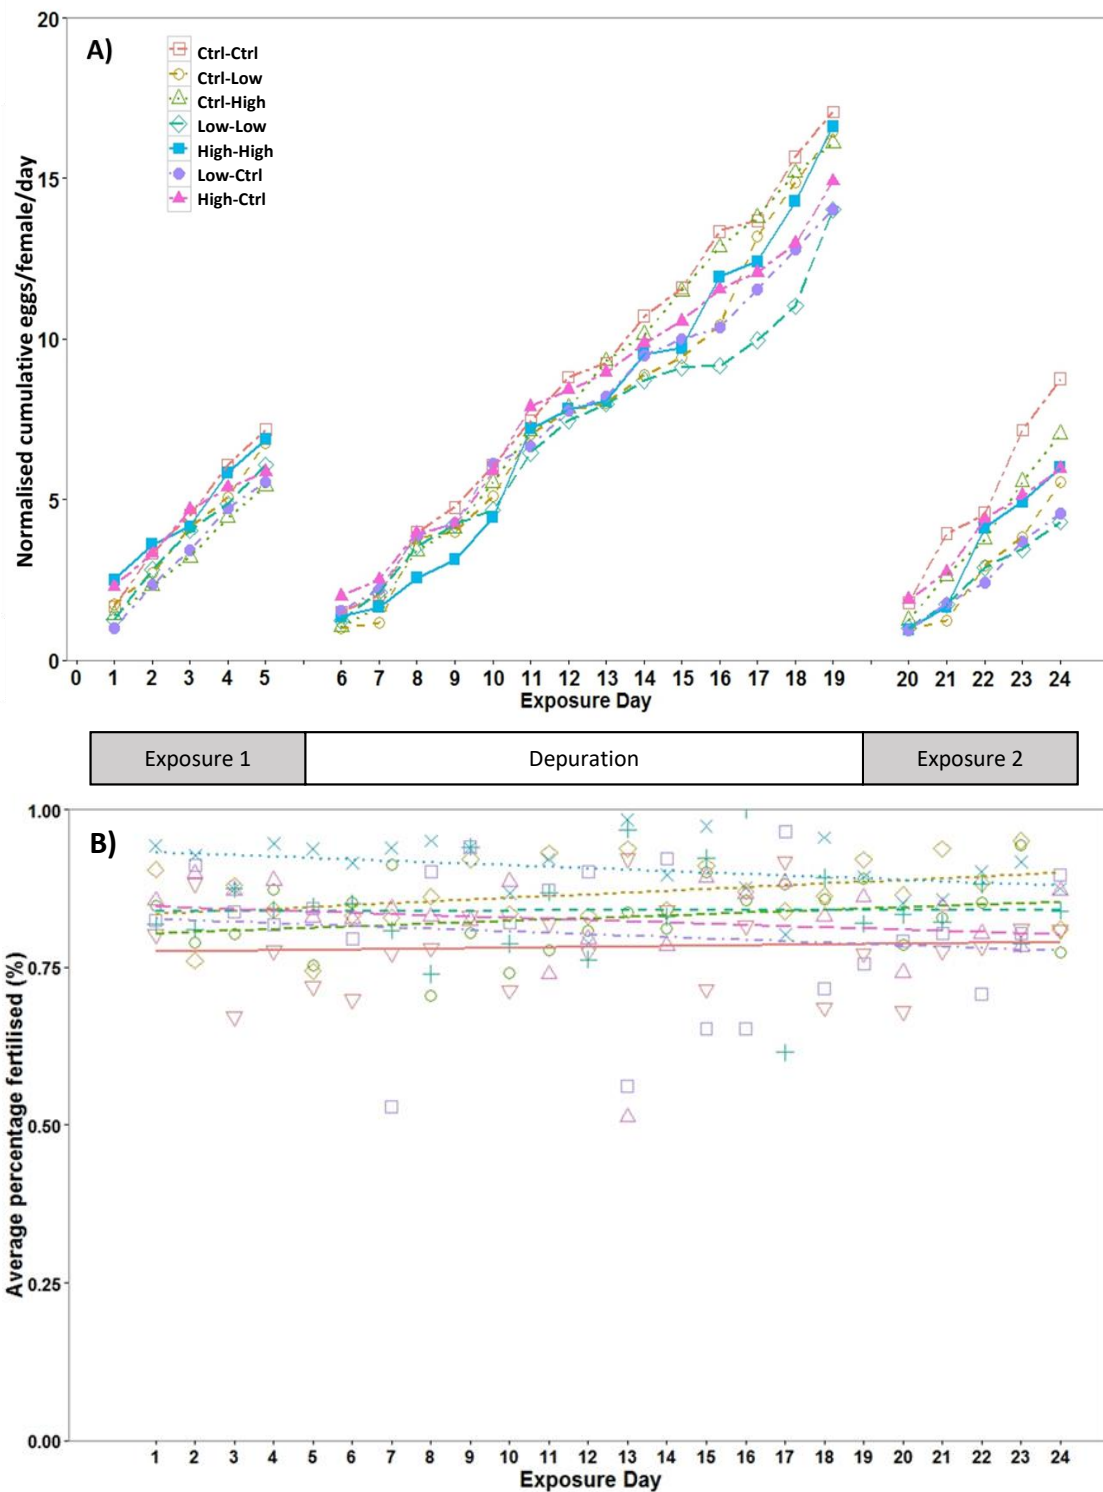 A)
Ctrl-Ctrl
Ctrl-Low
Ctrl-High
Low-Low
High-High
Low-Ctrl
High-Ctrl
Normalised cumulative eggs/female/day
20
15
10
5
0
0 1 2 3 4 5 6 7 8 9 10 11 12 13 14 15 16 17 18 19 20 21 22 23 24
Exposure Day
Exposure 1 Depuration Exposure 2
B)
Average percentage fertilised (%)
1.00
0.75
0.50
0.25
0.00
1 2 3 4 5 6 7 8 9 10 11 12 13 14 15 16 17 18 19 20 21 22 23 24
Exposure Day